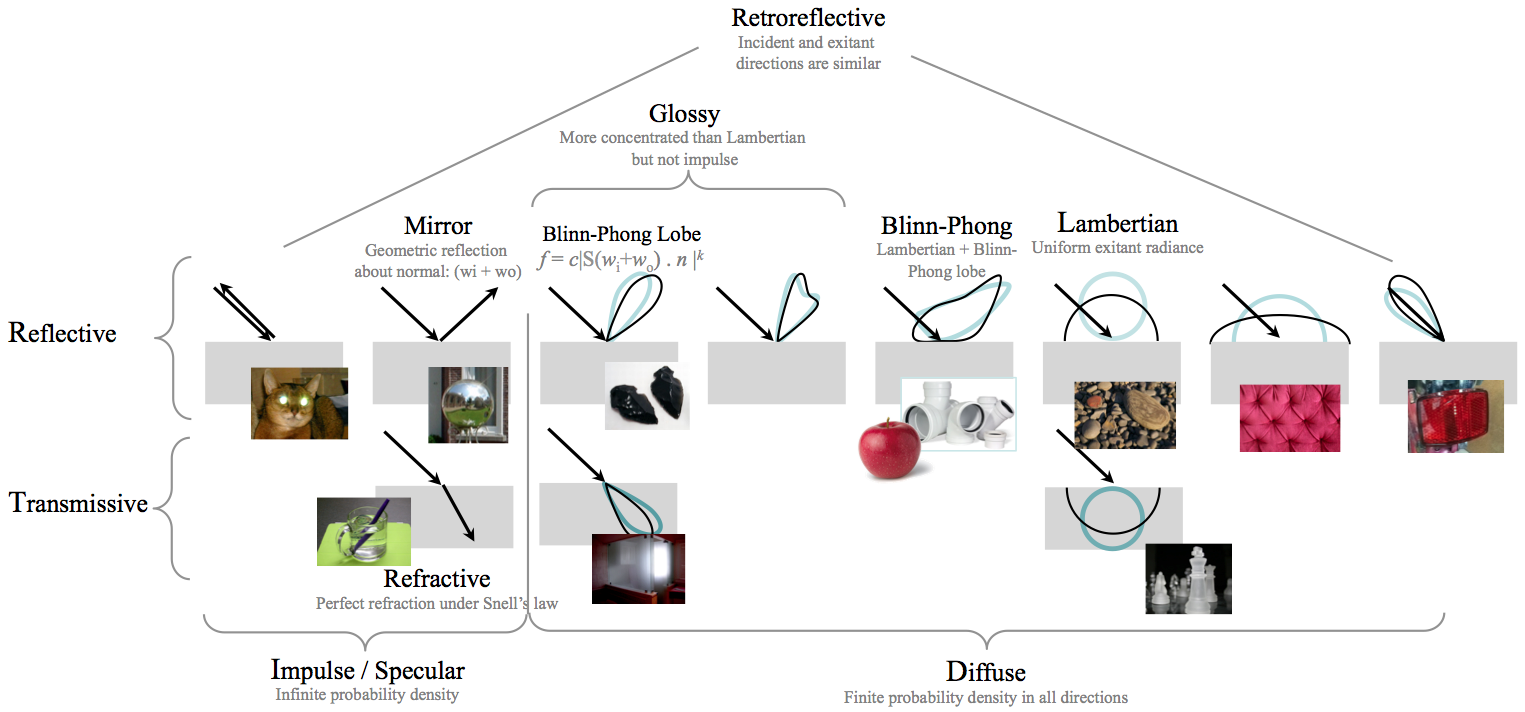 Retroreflective
Incident and exitant
directions are similar
Glossy
More concentrated than Lambertian
but not impulse
Mirror
Geometric reflection
about normal: (wi + wo)
Blinn-Phong Lobe
f = c|S(wi+wo) . n |k
Blinn-Phong
Lambertian + Blinn-
Phong lobe
Lambertian
Uniform exitant radiance
Reflective
Transmissive
Refractive
Perfect refraction under Snell’s law
Impulse / Specular
Infinite probability density
Diffuse
Finite probability density in all directions